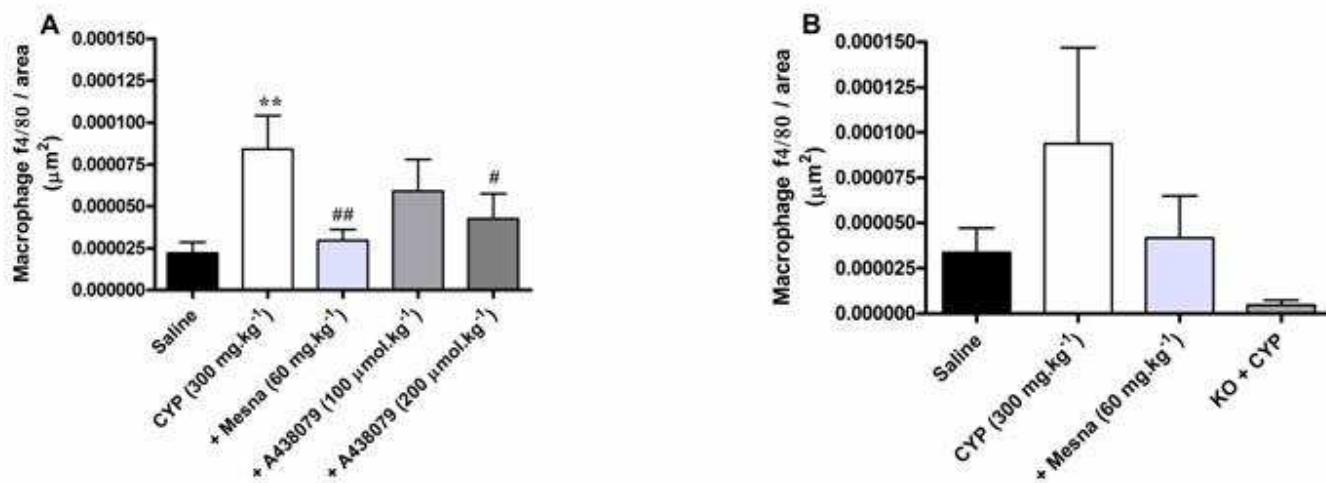 A
Macrophage f4/80 / area
(μm²)
0.000150
0.000125
0.000100
0.000075
0.000050
0.000025
0.000000
**
##
#
Saline
CYP (300 mg.kg⁻¹)
+ Mesna (60 mg.kg⁻¹)
+ A438079 (100 μmol.kg⁻¹)
+ A438079 (200 μmol.kg⁻¹)
B
Macrophage f4/80 / area
(μm²)
0.000150
0.000125
0.000100
0.000075
0.000050
0.000025
0.000000
Saline
CYP (300 mg.kg⁻¹)
+ Mesna (60 mg.kg⁻¹)
KO + CYP